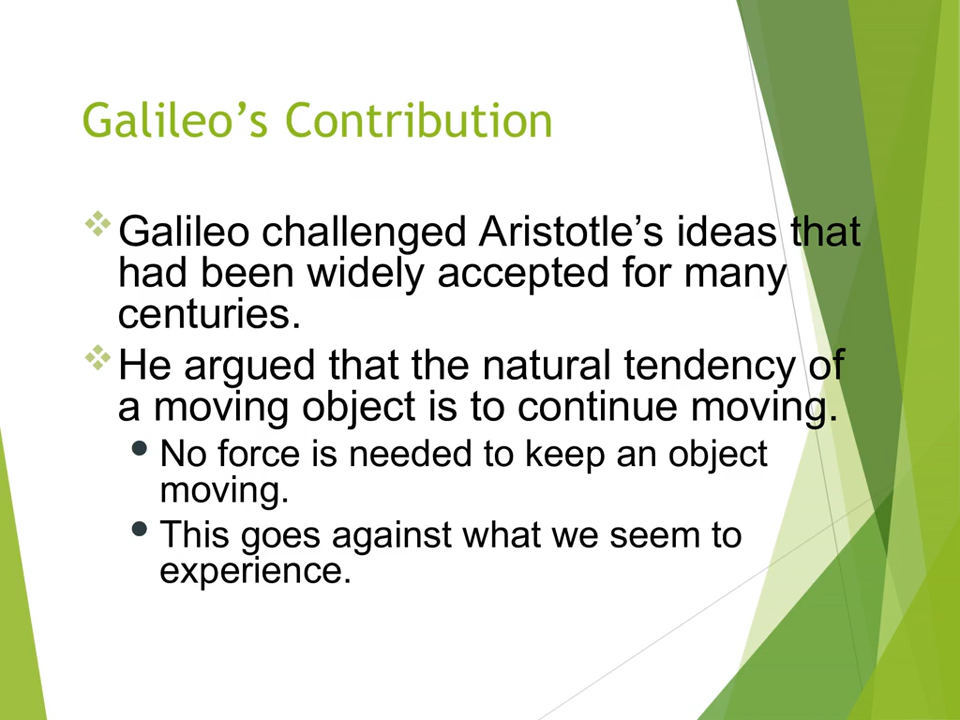 Galileo’s Contribution
Galileo challenged Aristotle’s ideas that
had been widely accepted for many
centuries.
He argued that the natural tendency of
a moving object is to continue moving.
No force is needed to keep an object
moving.
This goes against what we seem to
experience.